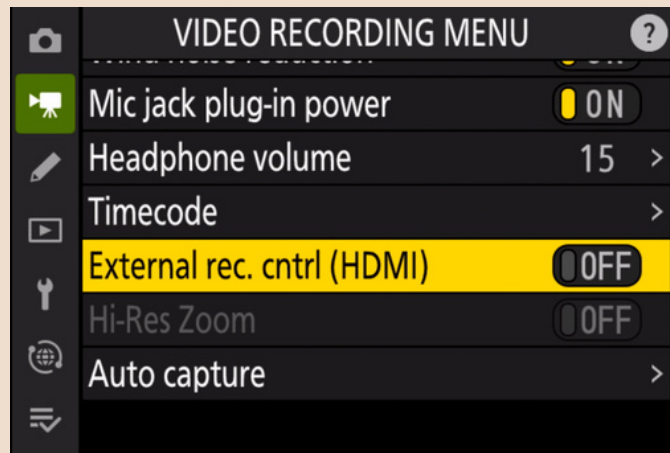 VIDEO RECORDING MENU ?
Mic jack plug-in power ON
Headphone volume 15 >
Timecode >
External rec. cntrl (HDMI) OFF
Hi-Res Zoom OFF
Auto capture >